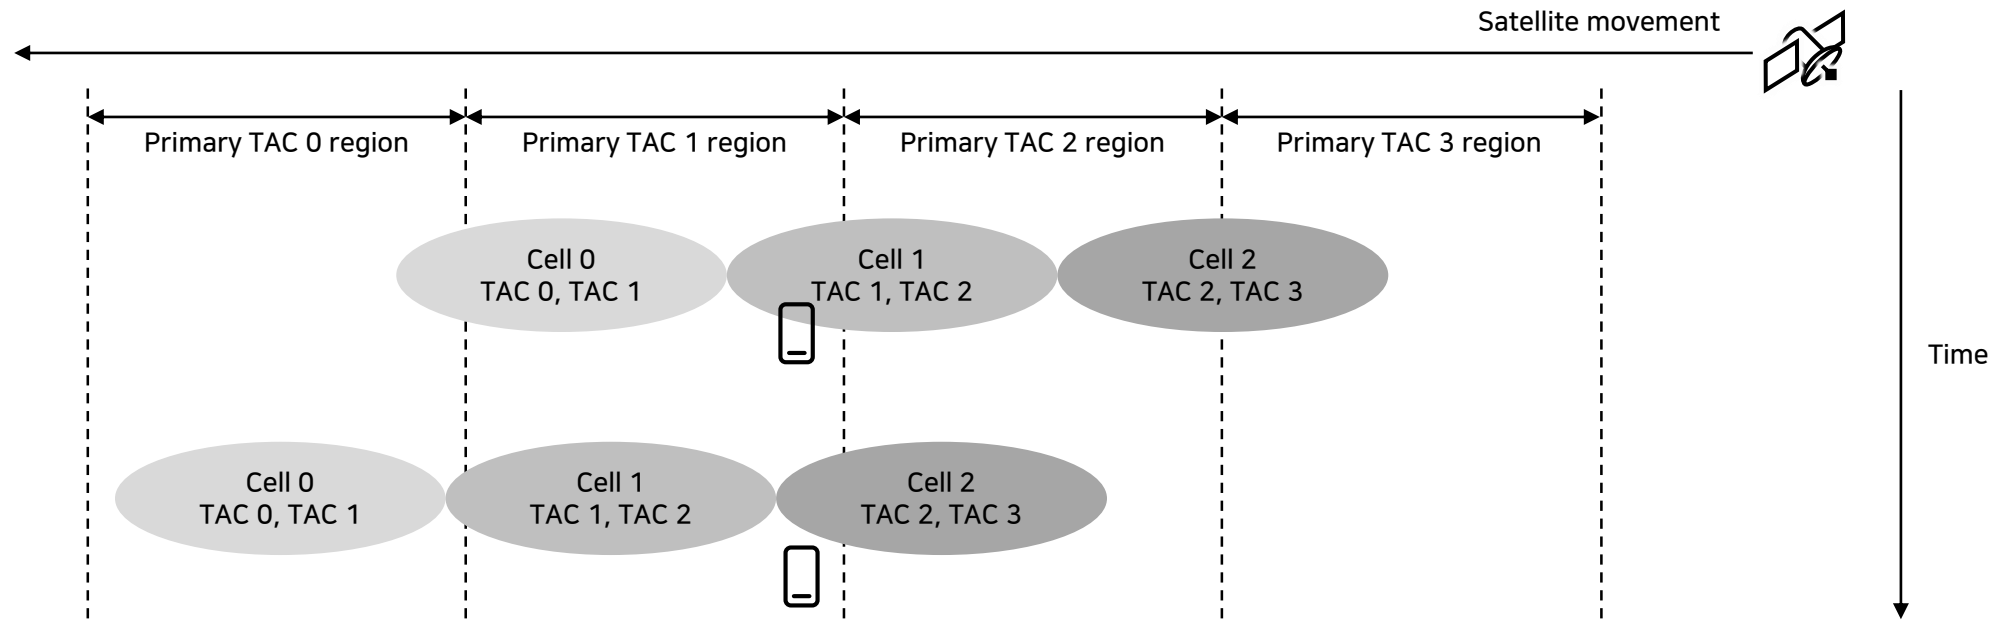 Satellite movement
Primary TAC 0 region
Primary TAC 1 region
Primary TAC 2 region
Primary TAC 3 region
Cell 0
TAC 0, TAC 1
Cell 1
TAC 1, TAC 2
Cell 2
TAC 2, TAC 3
Time
Cell 0
TAC 0, TAC 1
Cell 1
TAC 1, TAC 2
Cell 2
TAC 2, TAC 3